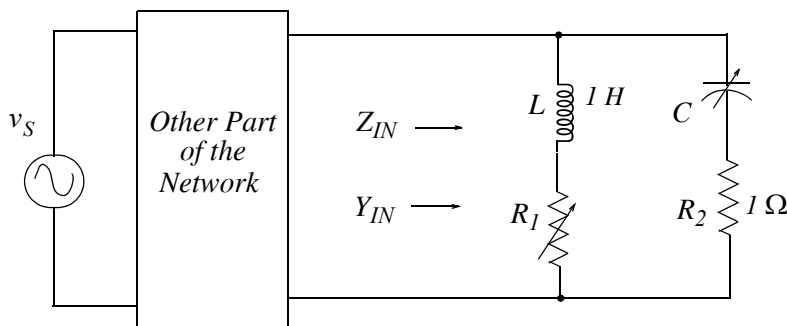 v_S
Other Part
of the
Network
Z_IN
Y_IN
L
1 H
R_1
C
R_2
1 Ω